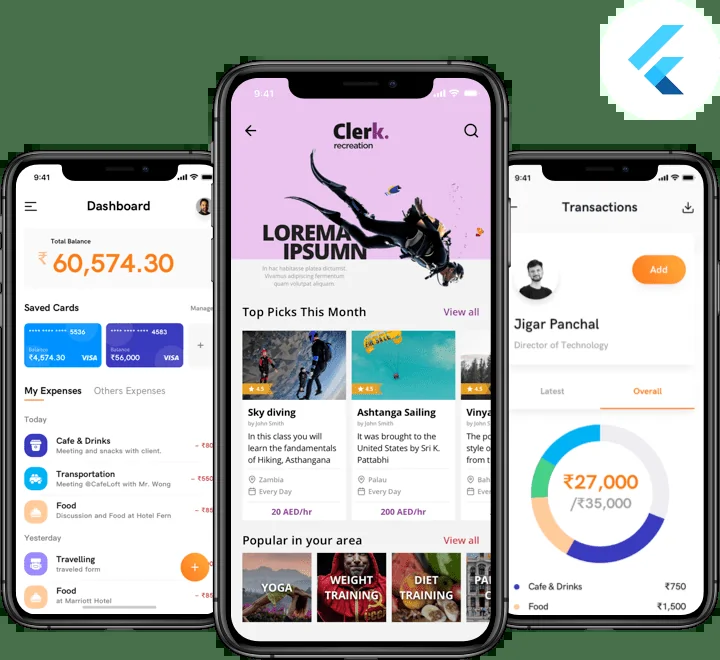 9:41
Dashboard
Total Balance
₹ 60,574.30
Saved Cards
Manage
**** **** **** 5536
Balance
₹4,574.30
VISA
**** **** **** 4583
Balance
₹56,000
VISA
+
My Expenses
Others Expenses
Today
Cafe & Drinks
Meeting and snacks with client.
- ₹80
Transportation
Meeting @CafeLoft with Mr. Wong
- ₹550
Food
Discussion and Food at Hotel Fern
- ₹85
Yesterday
Travelling
traveled form
+
Food
at Marriott Hotel
- ₹85
9:41
Clerk.
recreation
LOREMA
IPSUMN
In hac habitasse platea dictumst.
Vivamus adipiscing fermentum
quam volutpat aliquam.
Top Picks This Month
View all
4.5
Sky diving
by John Smith
In this class you will
learn the fandamentals
of Hiking, Asthangana
Zambia
Every Day
20 AED/hr
4.5
Ashtanga Sailing
by John Smith
It was brought to the
United States by Sri K.
Pattabhi
Palau
Every Day
200 AED/hr
4.5
Vinya
by John S
The po
style o
from t
Bah
Eve
Popular in your area
View all
YOGA
WEIGHT
TRAINING
DIET
TRAINING
PA
C
9:41
Transactions
Add
Jigar Panchal
Director of Technology
Latest
Overall
₹27,000
/₹35,000
Cafe & Drinks
₹750
Food
₹1,500